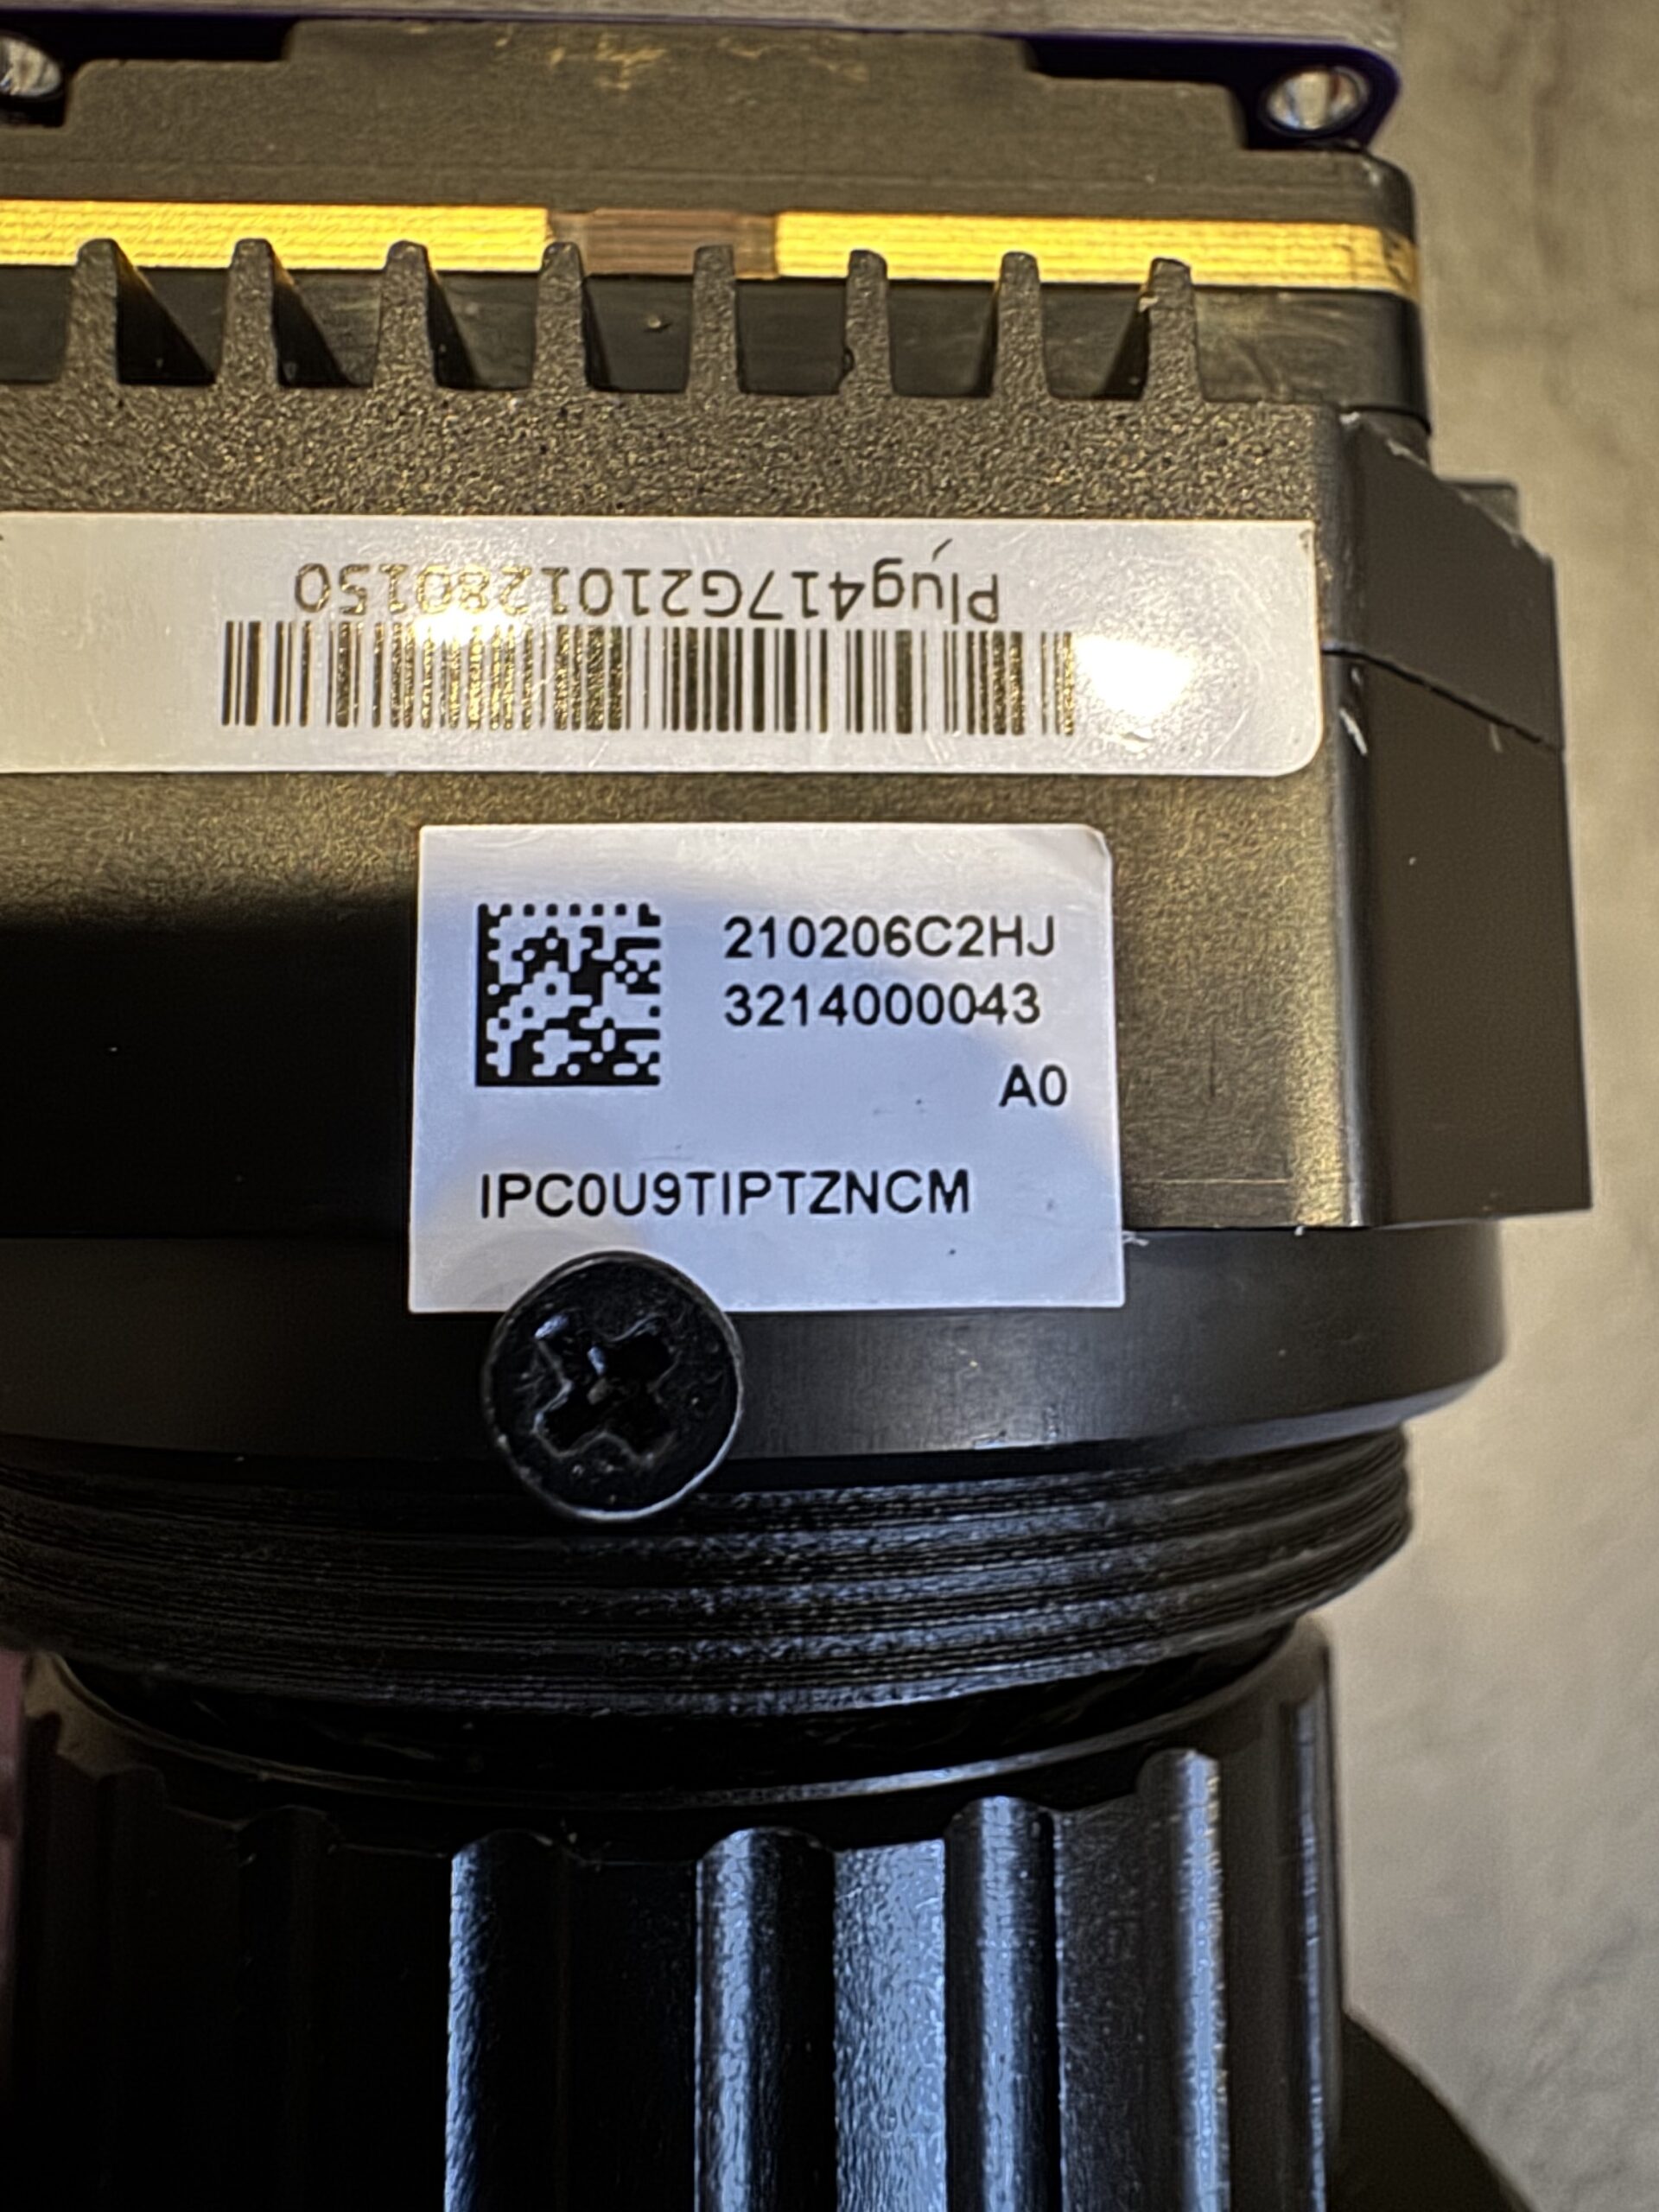 Plug417G2101280150
210206C2HJ
3214000043
A0
IPC0U9TIPTZNCM